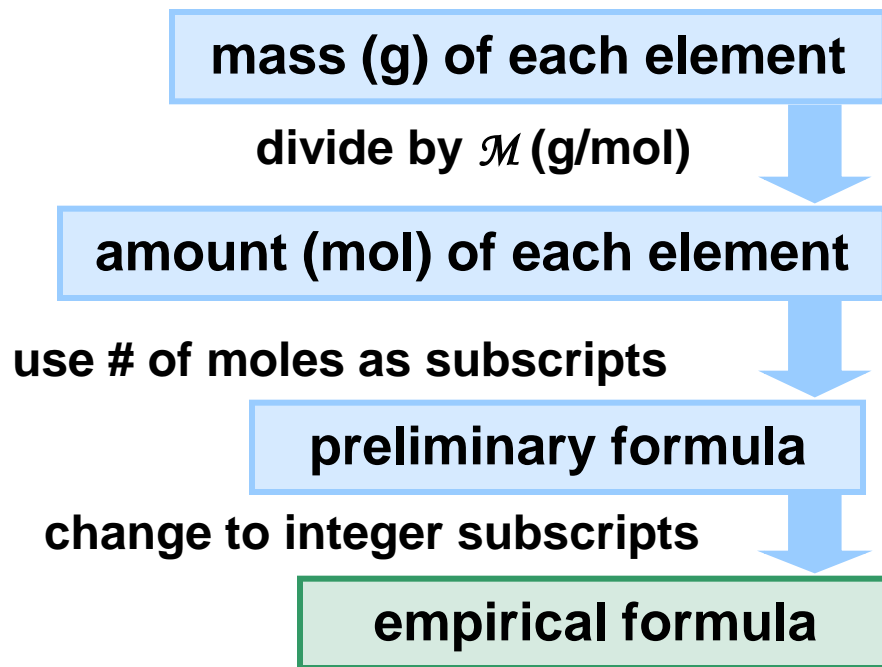 mass (g) of each element
divide by ℳ (g/mol)
amount (mol) of each element
use # of moles as subscripts
preliminary formula
change to integer subscripts
empirical formula